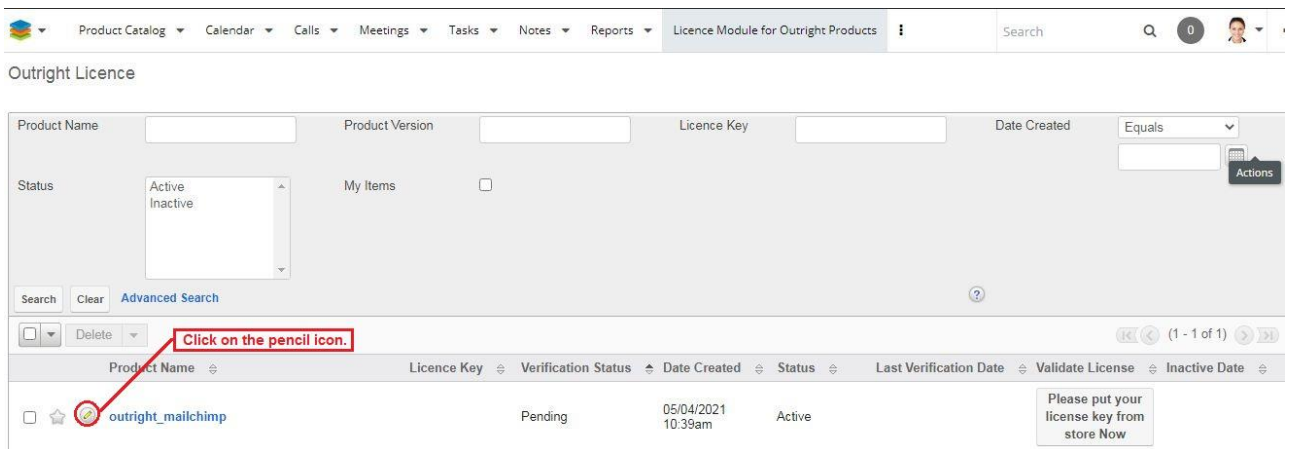 Product Catalog Calendar Calls Meetings Tasks Notes Reports Licence Module for Outright Products Search 0
Outright Licence
Product Name Product Version Licence Key Date Created Equals
Actions
Status Active My Items
Inactive
Search Clear Advanced Search ?
Delete (1 - 1 of 1)
Click on the pencil icon.
Product Name Licence Key Verification Status Date Created Status Last Verification Date Validate License Inactive Date
outright_mailchimp Pending 05/04/2021 10:39am Active Please put your license key from store Now